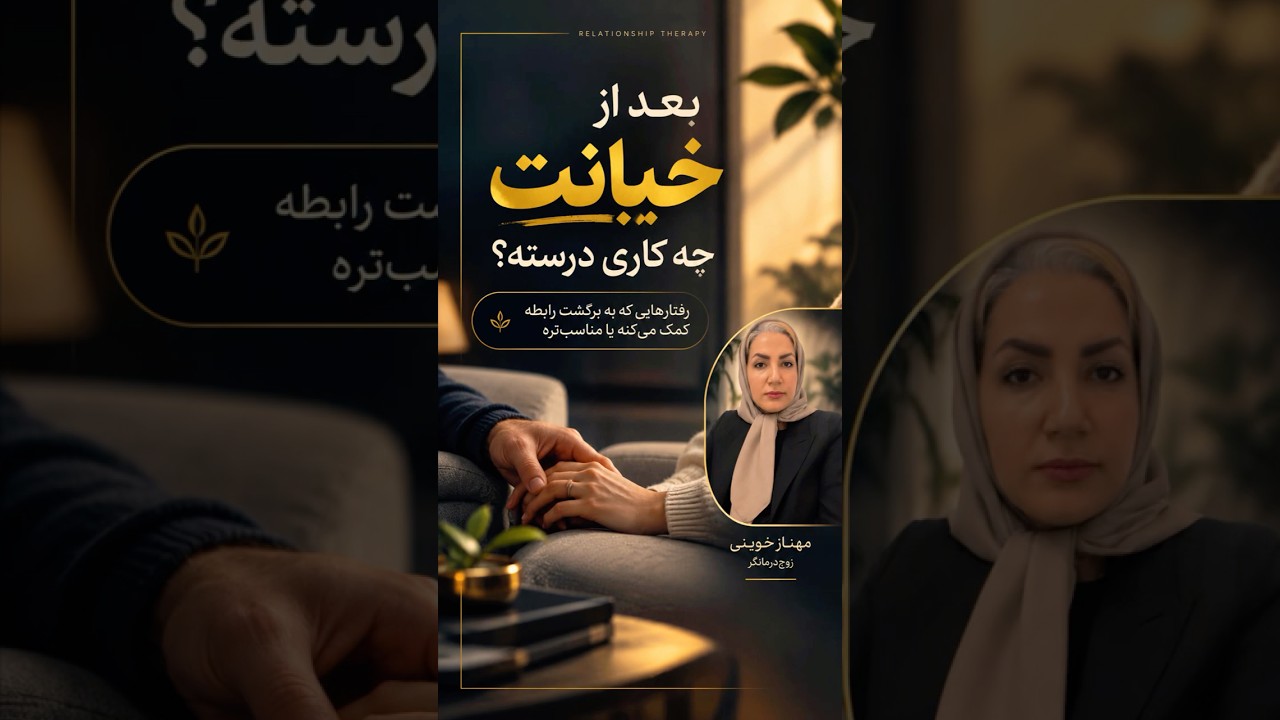 RELATIONSHIP THERAPY
بعد از
خیانت
چه کاری درسته؟
رفتارهایی که به برگشت رابطه
کمک می‌کنه یا مناسب‌تره
مهناز خوینی
زوج‌درمانگر